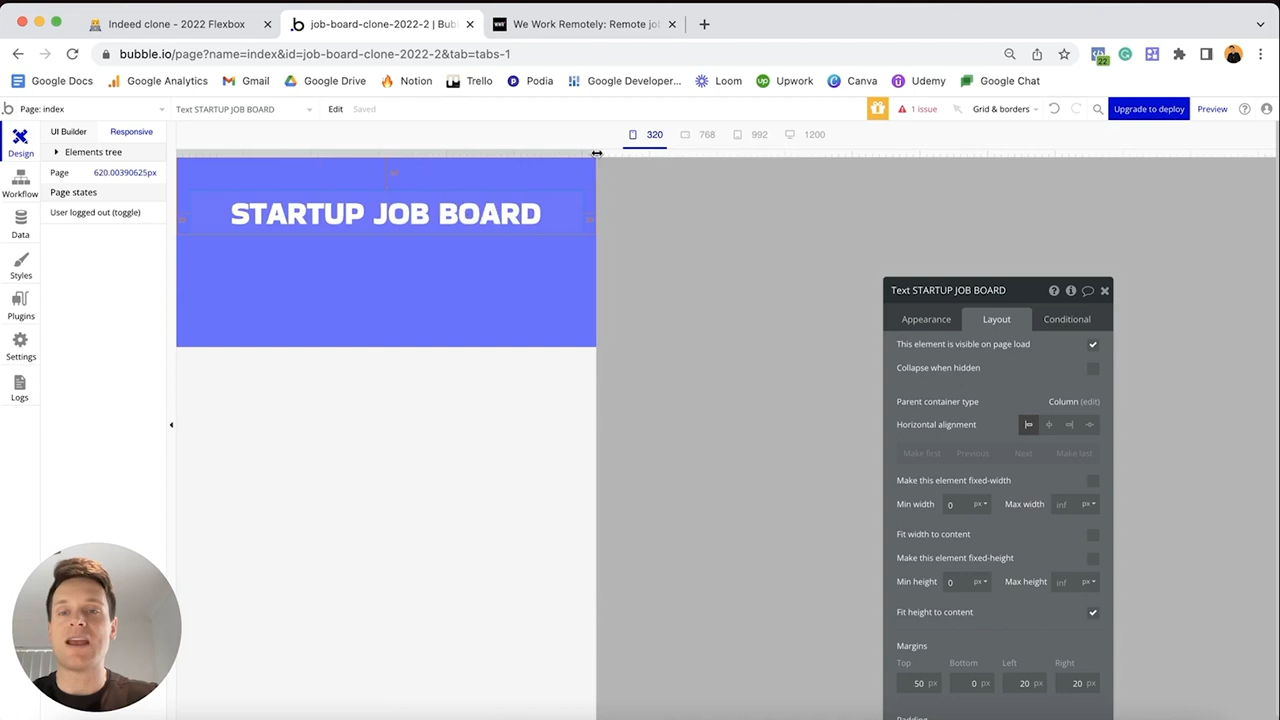 Indeed clone - 2022 Flexbox
job-board-clone-2022-2 | Bub
We Work Remotely: Remote jo
bubble.io/page?name=index&id=job-board-clone-2022-2&tab=tabs-1
22
Google Docs
Google Analytics
Gmail
Google Drive
Notion
Trello
Podia
Google Developer...
Loom
Upwork
Canva
Udemy
Google Chat
Page: index
Text STARTUP JOB BOARD
Edit
Saved
1 issue
Grid & borders
Upgrade to deploy
Preview
UI Builder
Responsive
320
768
992
1200
Design
Elements tree
Page
620.00390625px
Page states
User logged out (toggle)
Workflow
Data
Styles
Plugins
Settings
Logs
STARTUP JOB BOARD
Text STARTUP JOB BOARD
Appearance
Layout
Conditional
This element is visible on page load
Collapse when hidden
Parent container type
Column (edit)
Horizontal alignment
Make first
Previous
Next
Make last
Make this element fixed-width
Min width
0
px
Max width
inf
px
Fit width to content
Make this element fixed-height
Min height
0
px
Max height
inf
px
Fit height to content
Margins
Top
Bottom
Left
Right
50 px
0 px
20 px
20 px